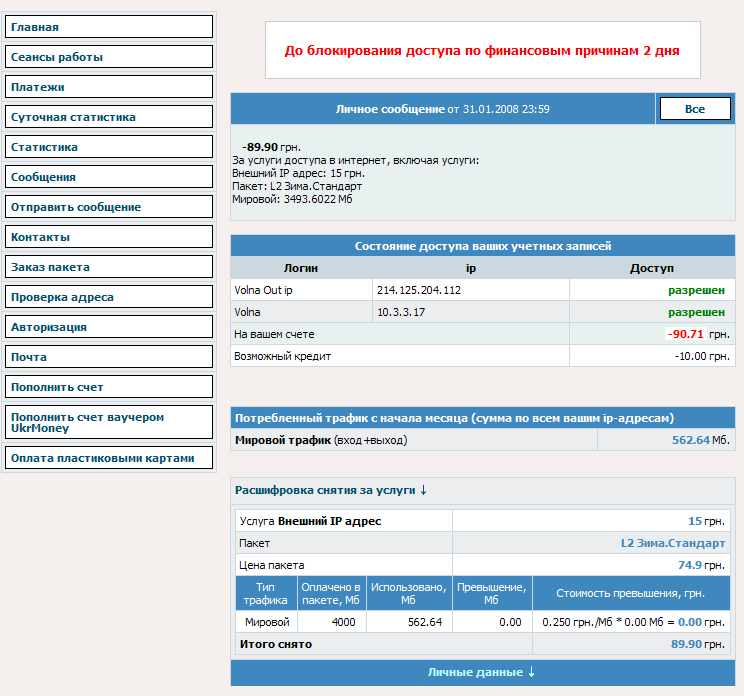 Главная
Сеансы работы
Платежи
Суточная статистика
Статистика
Сообщения
Отправить сообщение
Контакты
Заказ пакета
Проверка адреса
Авторизация
Почта
Пополнить счет
Пополнить счет ваучером
UkrMoney
Оплата пластиковыми картами
До блокирования доступа по финансовым причинам 2 дня
Личное сообщение от 31.01.2008 23:59 Все
-89.90 грн.
За услуги доступа в интернет, включая услуги:
Внешний IP адрес: 15 грн.
Пакет: L2 Зима.Стандарт
Мировой: 3493.6022 Мб
Состояние доступа ваших учетных записей
Логин ip Доступ
Volna Out ip 214.125.204.112 разрешен
Volna 10.3.3.17 разрешен
На вашем счете -90.71 грн.
Возможный кредит -10.00 грн.
Потребленный трафик с начала месяца (сумма по всем вашим ip-адресам)
Мировой трафик (вход+выход) 562.64 Мб.
Расшифровка снятия за услуги ↓
Услуга Внешний IP адрес 15 грн.
Пакет L2 Зима.Стандарт
Цена пакета 74.9 грн.
Тип трафика Оплачено в пакете, Мб Использовано, Мб Превышение, Мб Стоимость превышения, грн.
Мировой 4000 562.64 0.00 0.250 грн./Мб * 0.00 Мб = 0.00 грн.
Итого снято 89.90 грн.
Личные данные ↓